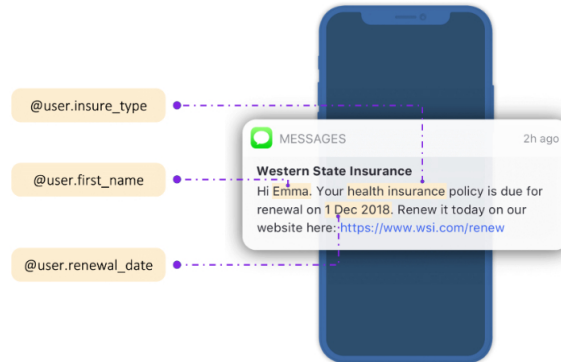 @user.insure_type
@user.first_name
@user.renewal_date
MESSAGES 2h ago
Western State Insurance
Hi Emma. Your health insurance policy is due for
renewal on 1 Dec 2018. Renew it today on our
website here: https://www.wsi.com/renew